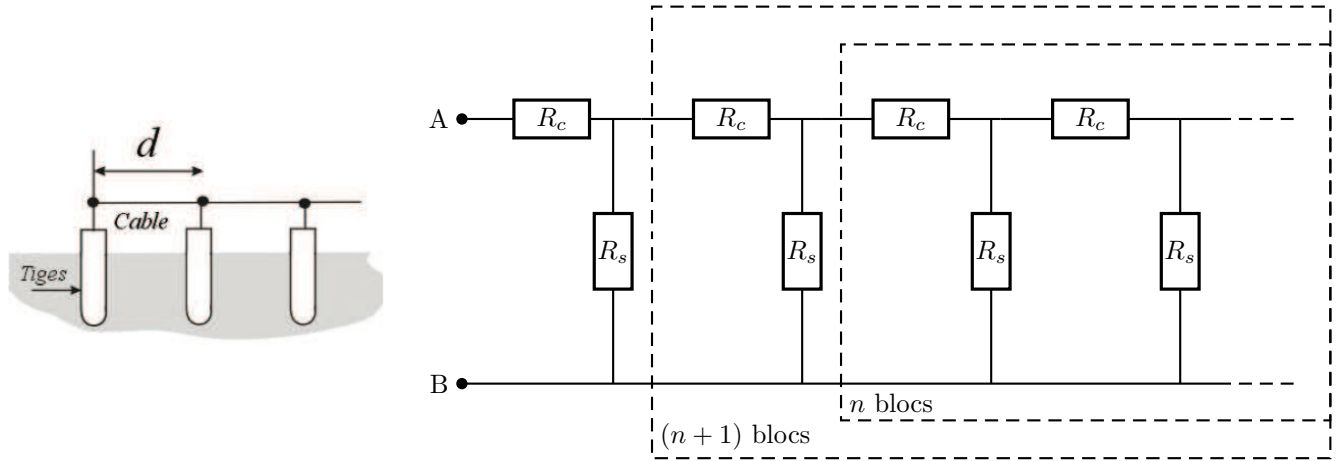 d
Cable
Tiges
A
R_c
R_c
R_c
R_c
R_s
R_s
R_s
R_s
B
n blocs
(n + 1) blocs